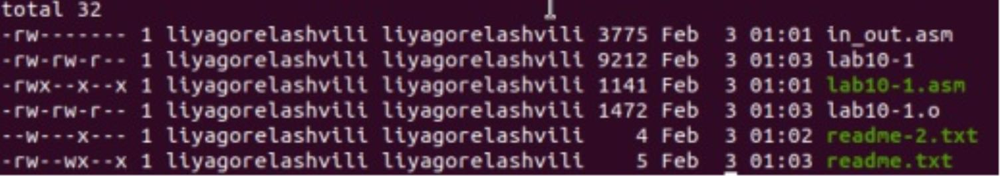 total 32
-rw------- 1 liyagorelashvili liyagorelashvili 3775 Feb  3 01:01 in_out.asm
-rw-rw-r-- 1 liyagorelashvili liyagorelashvili 9212 Feb  3 01:03 lab10-1
-rwx--x--x 1 liyagorelashvili liyagorelashvili 1141 Feb  3 01:01 lab10-1.asm
-rw-rw-r-- 1 liyagorelashvili liyagorelashvili 1472 Feb  3 01:03 lab10-1.o
--w---x--- 1 liyagorelashvili liyagorelashvili    4 Feb  3 01:02 readme-2.txt
-rw--wx--x 1 liyagorelashvili liyagorelashvili    5 Feb  3 01:03 readme.txt